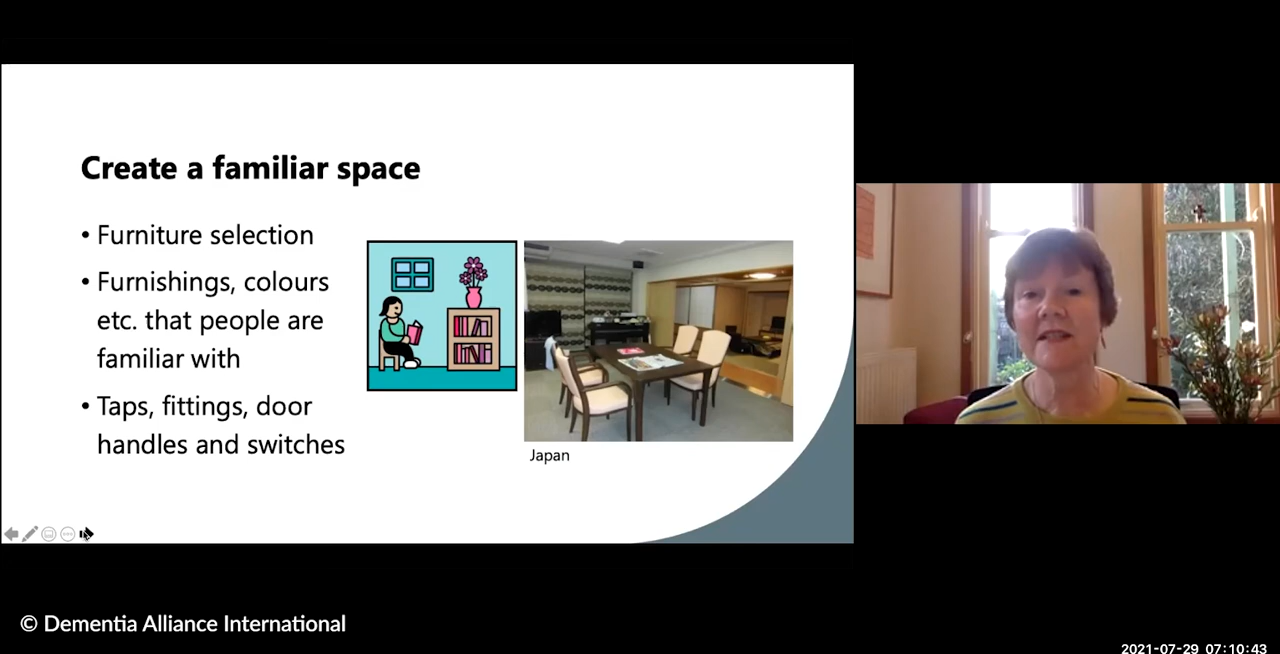 Create a familiar space
• Furniture selection
• Furnishings, colours
etc. that people are
familiar with
• Taps, fittings, door
handles and switches
Japan
© Dementia Alliance International
2021-07-29 07:10:43